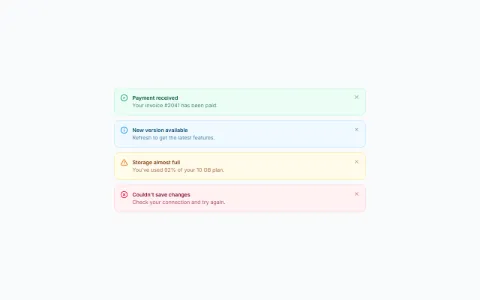 Payment received
Your invoice #2047 has been paid.
New version available
Refresh to get the latest features.
Storage almost full
You've used 92% of your 10 GB plan.
Couldn't save changes
Check your connection and try again.